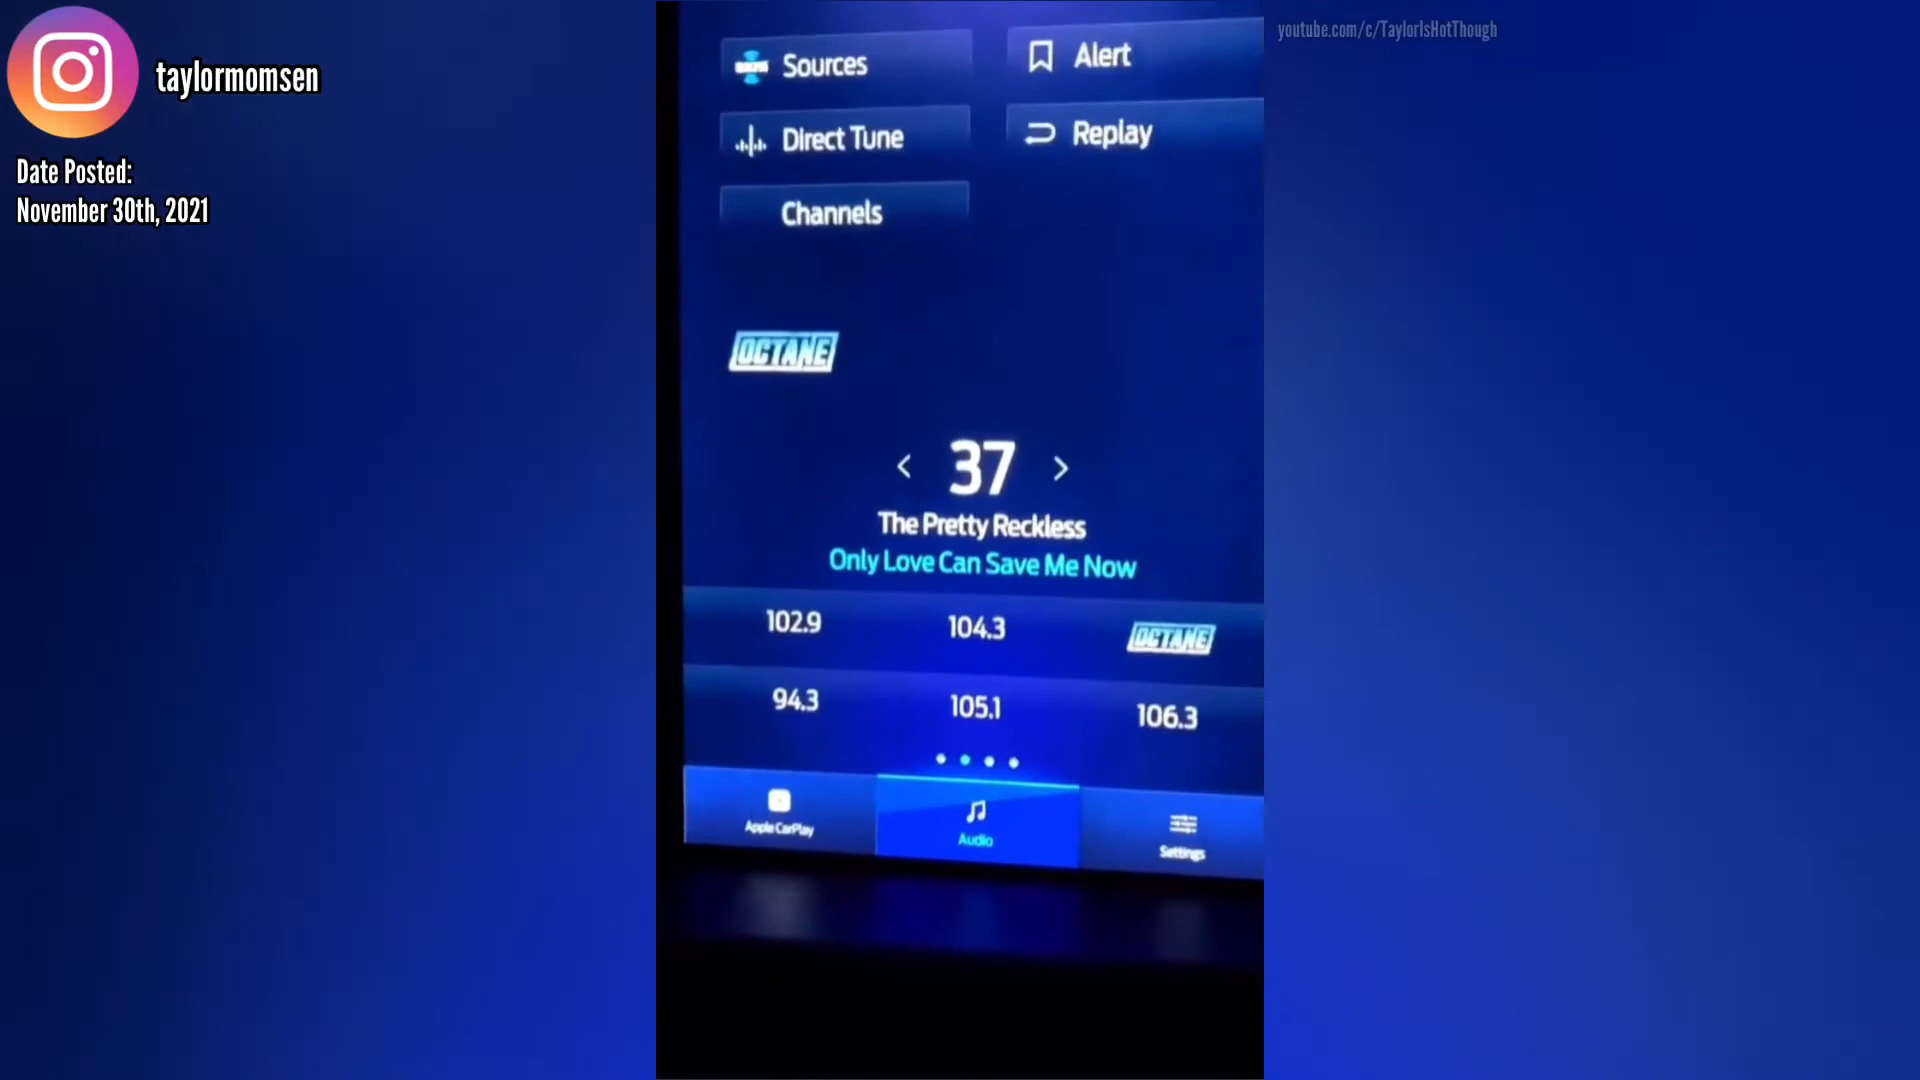 taylormomsen
Date Posted:
November 30th, 2021
youtube.com/c/TaylorIsHotThough
Sources
Alert
Direct Tune
Replay
Channels
OCTANE
< 37 >
The Pretty Reckless
Only Love Can Save Me Now
102.9
104.3
OCTANE
94.3
105.1
106.3
Apple CarPlay
Audio
Settings